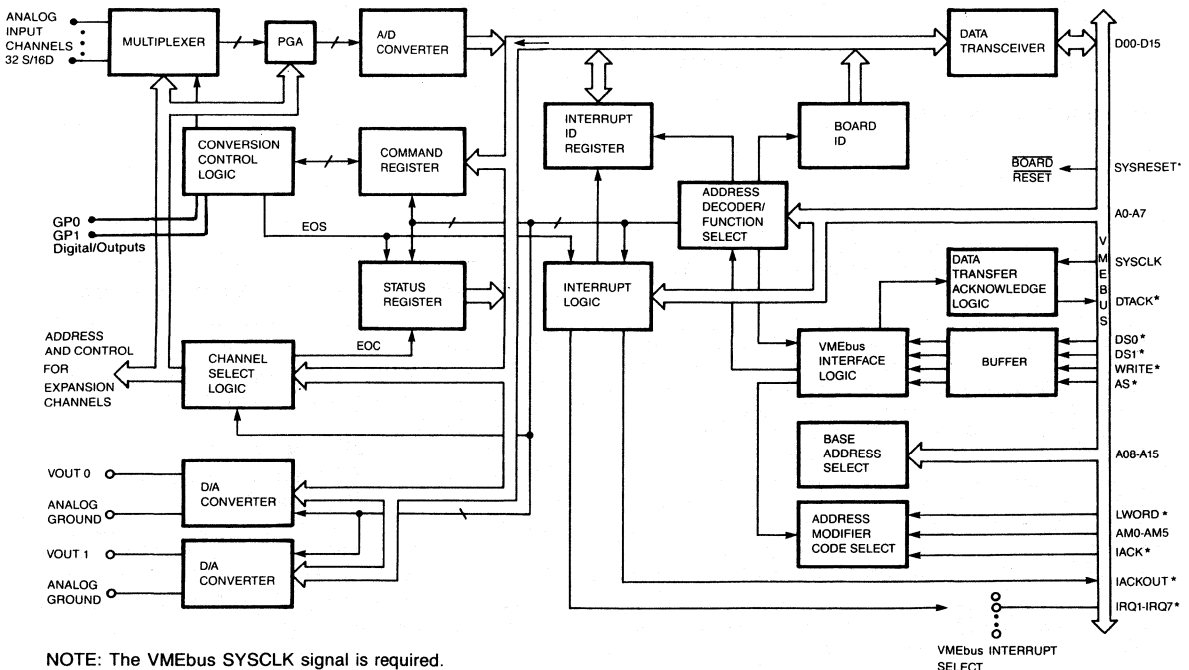 ANALOG
INPUT
CHANNELS
32 S/16D
MULTIPLEXER
PGA
A/D
CONVERTER
DATA
TRANSCEIVER
D00-D15
INTERRUPT
ID
REGISTER
BOARD
ID
CONVERSION
CONTROL
LOGIC
COMMAND
REGISTER
BOARD
RESET
SYSRESET*
ADDRESS
DECODER/
FUNCTION
SELECT
A0-A7
GP0
GP1
Digital/Outputs
EOS
VMEBUS
STATUS
REGISTER
INTERRUPT
LOGIC
DATA
TRANSFER
ACKNOWLEDGE
LOGIC
SYSCLK
DTACK*
ADDRESS
AND CONTROL
FOR
EXPANSION
CHANNELS
CHANNEL
SELECT
LOGIC
EOC
VMEbus
INTERFACE
LOGIC
BUFFER
DS0*
DS1*
WRITE*
AS*
BASE
ADDRESS
SELECT
A08-A15
VOUT 0
ANALOG
GROUND
D/A
CONVERTER
VOUT 1
ANALOG
GROUND
D/A
CONVERTER
ADDRESS
MODIFIER
CODE SELECT
LWORD*
AM0-AM5
IACK*
IACKOUT*
IRQ1-IRQ7*
VMEbus INTERRUPT
SELECT
NOTE: The VMEbus SYSCLK signal is required.